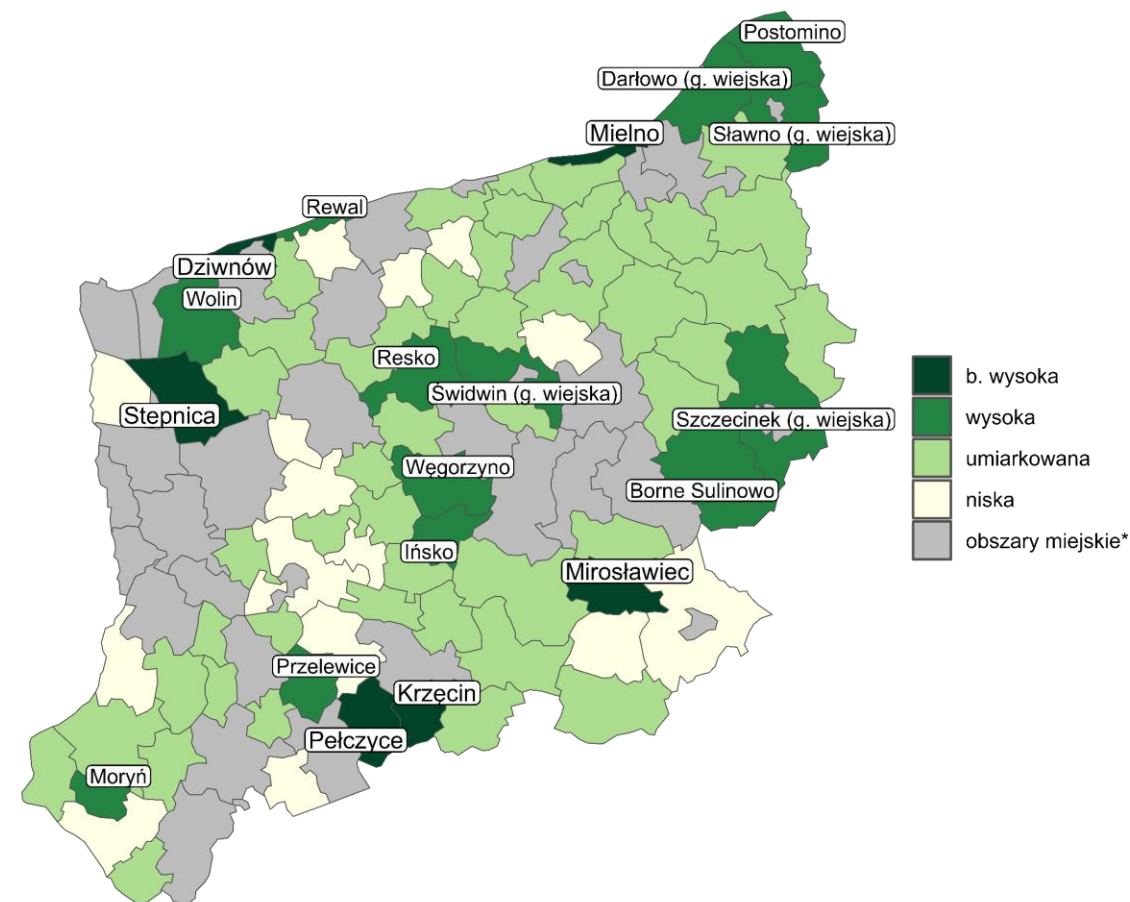 Postomino
Darłowo (g. wiejska)
Mielno
Sławno (g. wiejska)
Rewal
Dziwnów
Wolin
Resko
Świdwin (g. wiejska)
Stepnica
Szczecinek (g. wiejska)
Węgorzyno
Borne Sulinowo
Ińsko
Mirosławiec
Przelewice
Krzęcin
Pełczyce
Moryń
b. wysoka
wysoka
umiarkowana
niska
obszary miejskie*